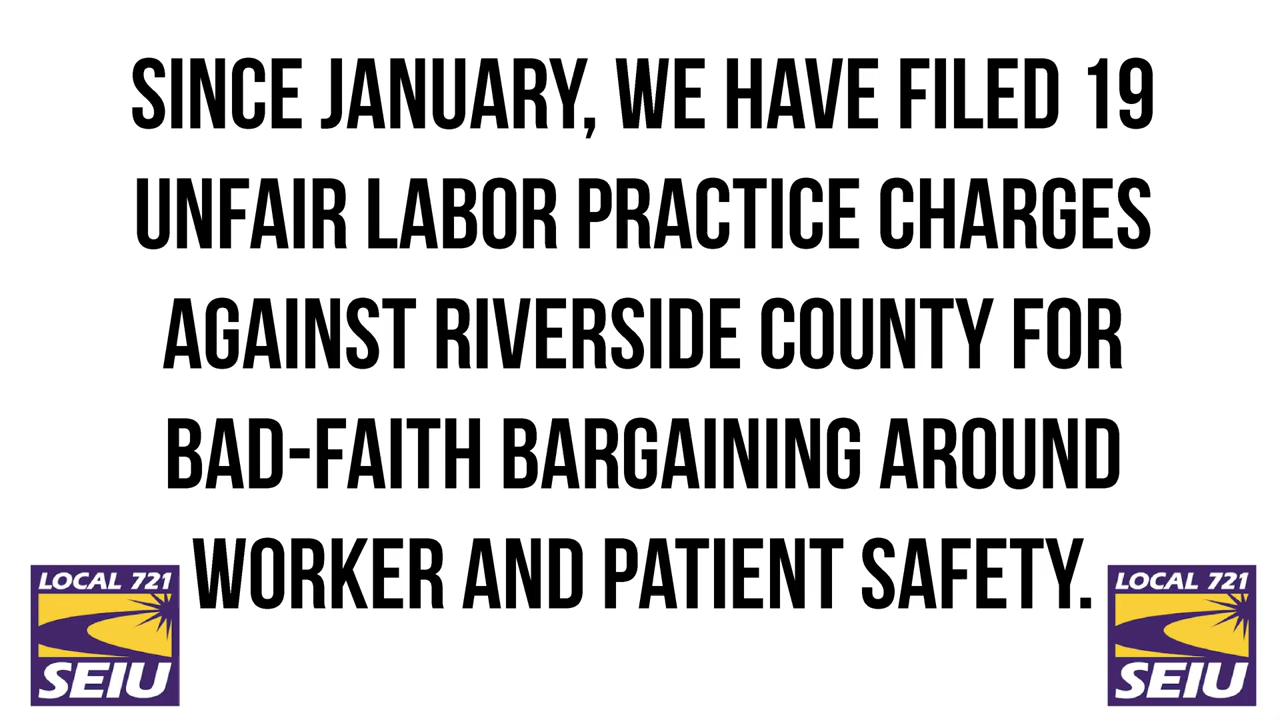 SINCE JANUARY, WE HAVE FILED 19
UNFAIR LABOR PRACTICE CHARGES
AGAINST RIVERSIDE COUNTY FOR
BAD-FAITH BARGAINING AROUND
WORKER AND PATIENT SAFETY.
LOCAL 721
SEIU
LOCAL 721
SEIU